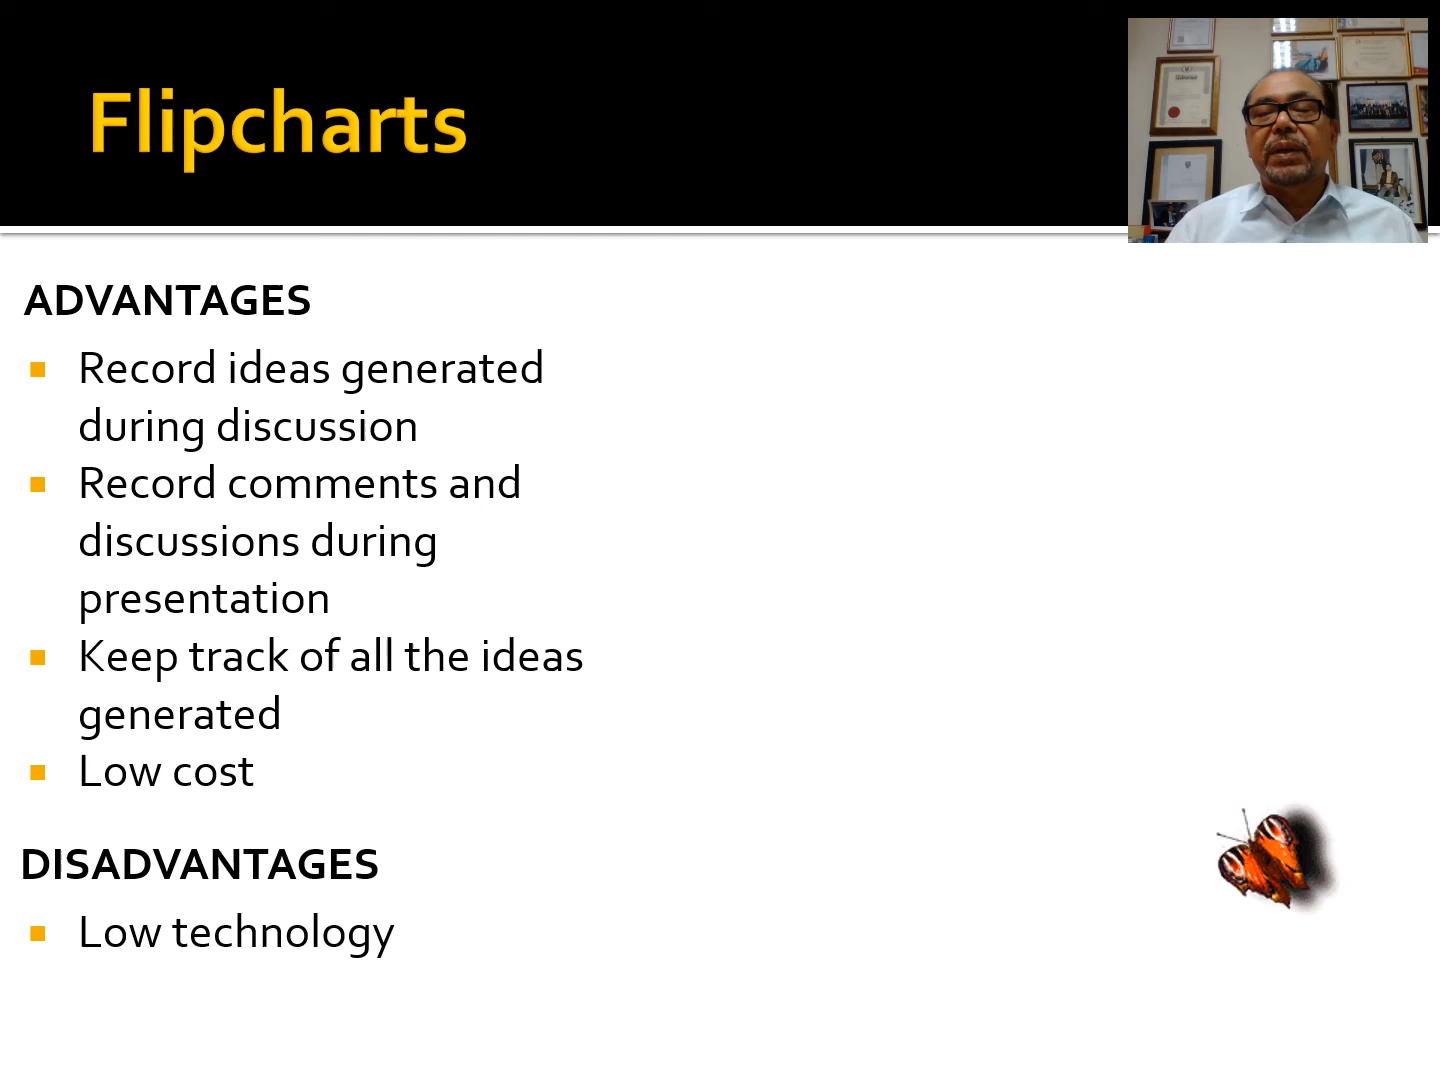 Flipcharts
ADVANTAGES
Record ideas generated
during discussion
Record comments and
discussions during
presentation
Keep track of all the ideas
generated
Low cost
DISADVANTAGES
Low technology